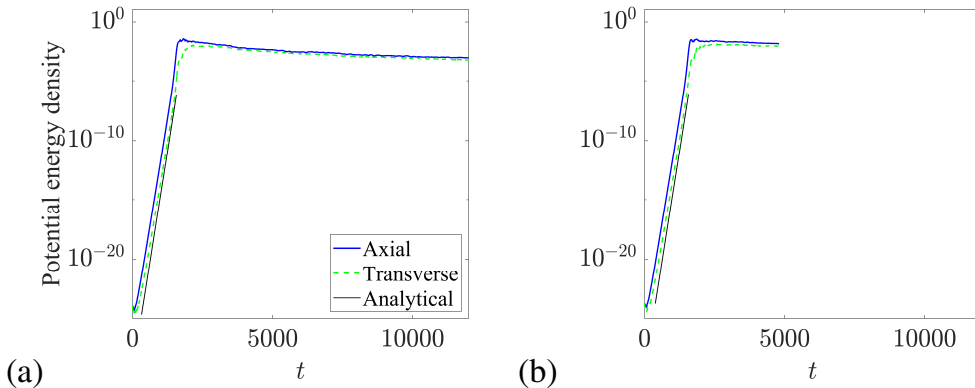 Potential energy density
10^0
10^-10
10^-20
Axial
Transverse
Analytical
0 5000 10000
t
(a)
10^0
10^-10
10^-20
0 5000 10000
t
(b)